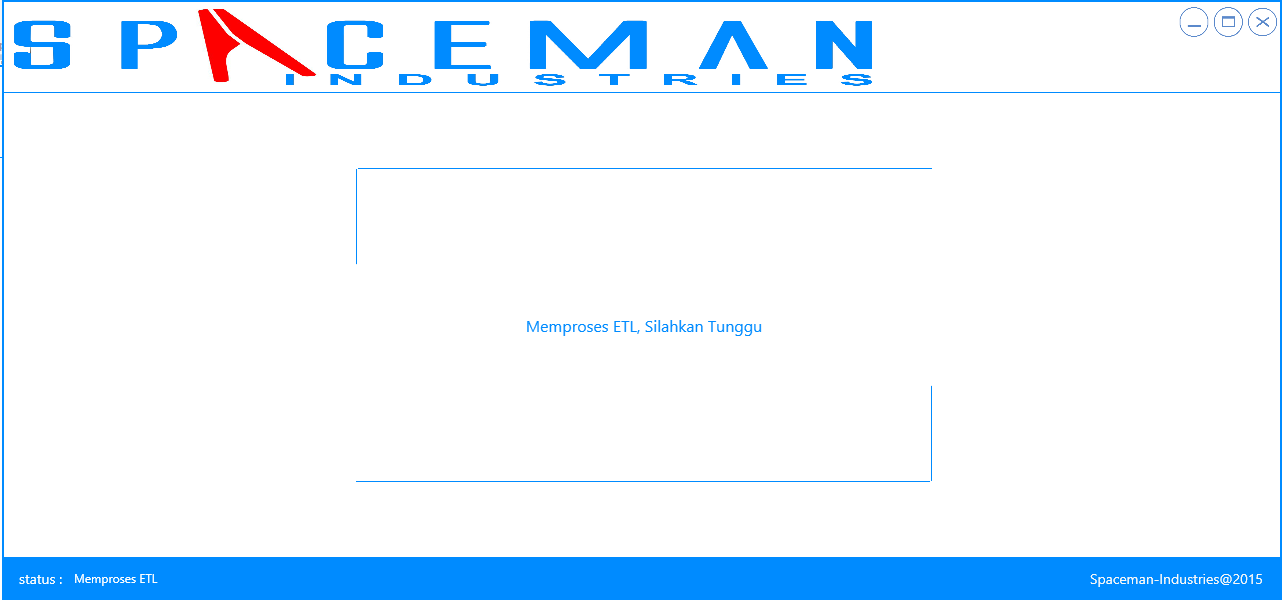 SPACEMAN
INDUSTRIES
Memproses ETL, Silahkan Tunggu
status : Memproses ETL
Spaceman-Industries@2015